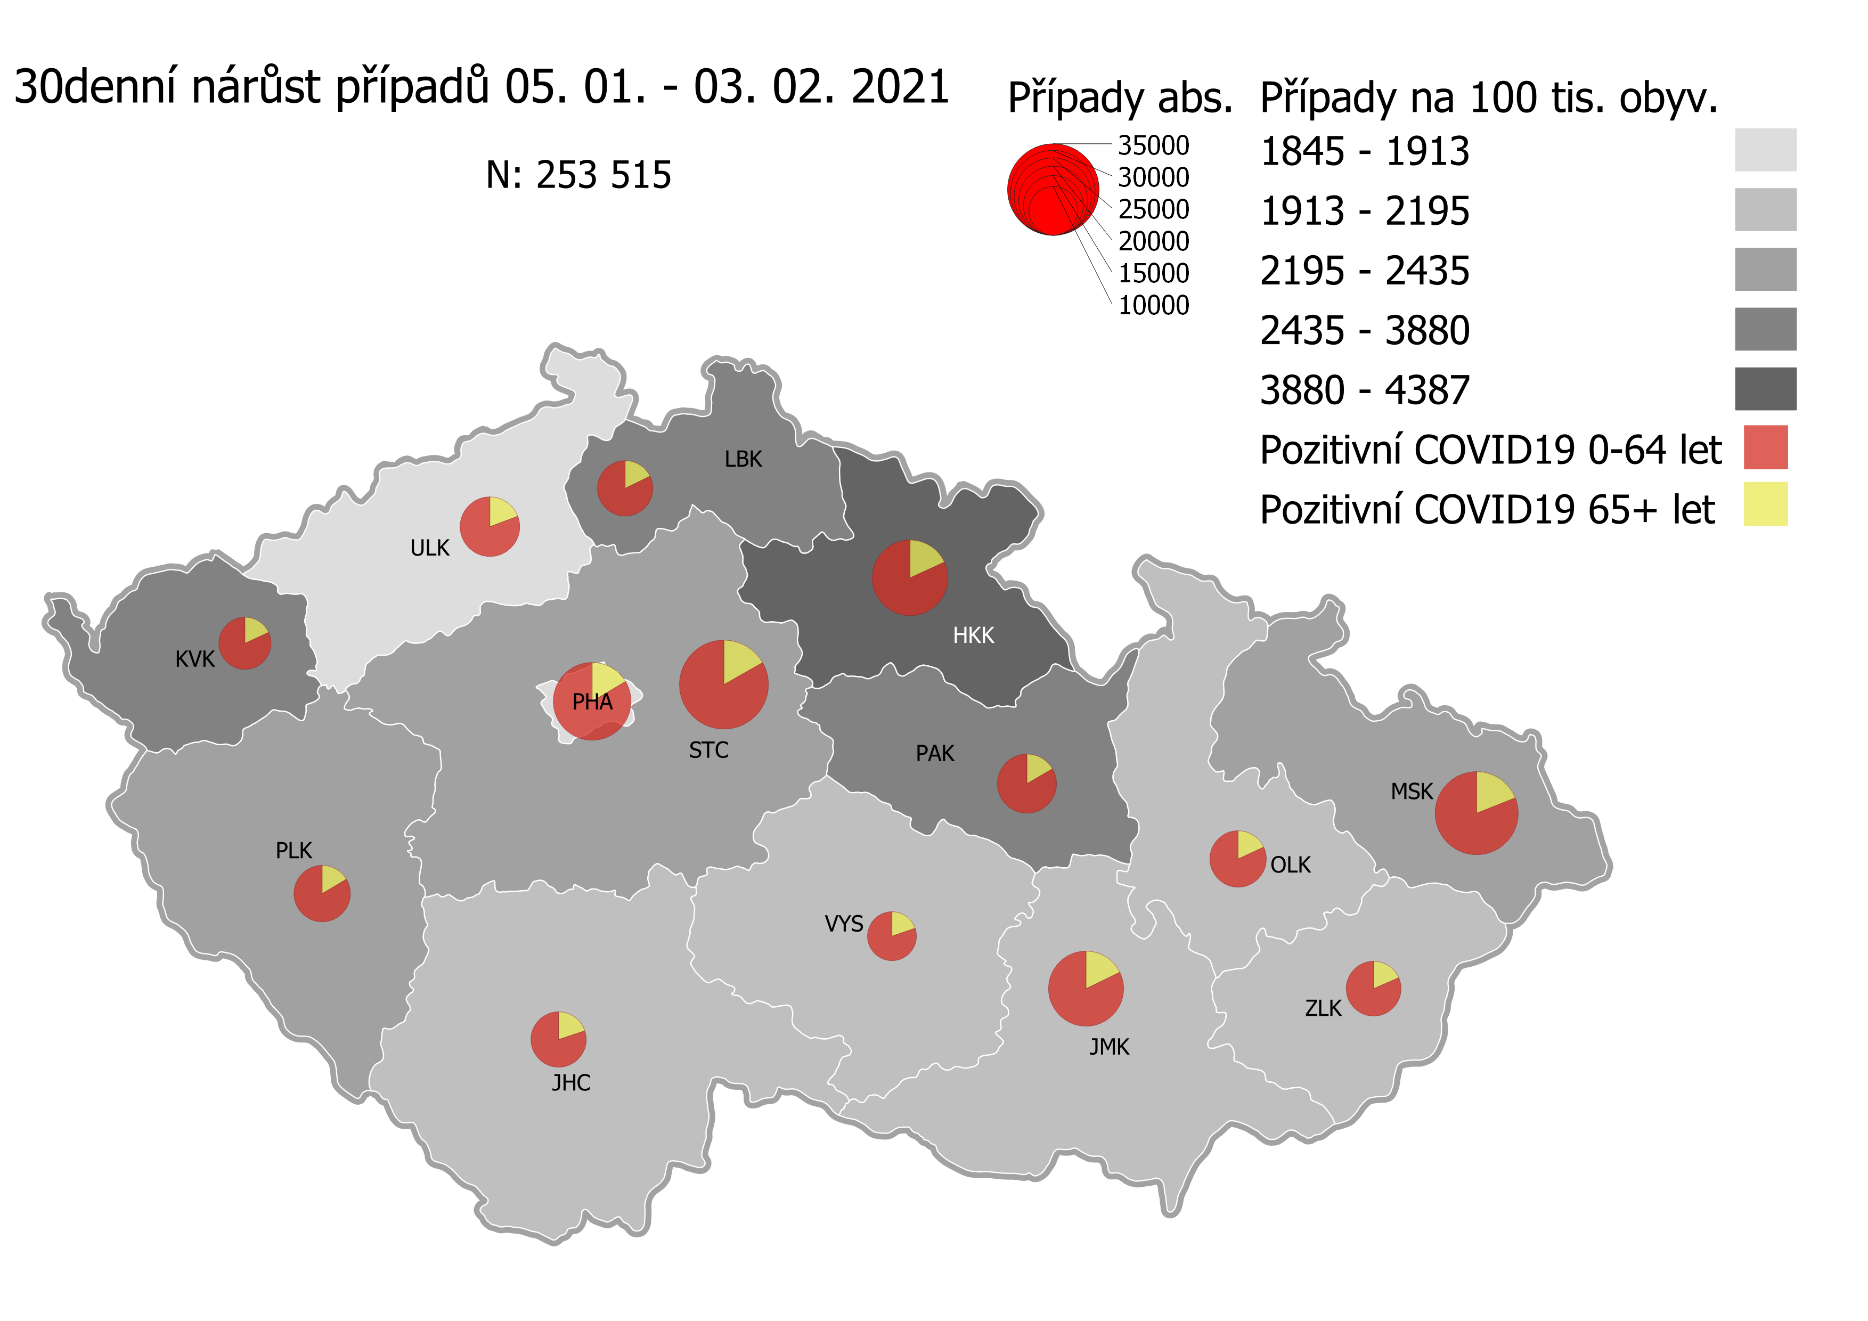 30denní nárůst případů 05. 01. - 03. 02. 2021
N: 253 515
Případy abs.
35000
30000
25000
20000
15000
10000
Případy na 100 tis. obyv.
1845 - 1913
1913 - 2195
2195 - 2435
2435 - 3880
3880 - 4387
Pozitivní COVID19 0-64 let
Pozitivní COVID19 65+ let
LBK
ULK
HKK
KVK
PHA
STC
PAK
MSK
PLK
OLK
VYS
ZLK
JMK
JHC